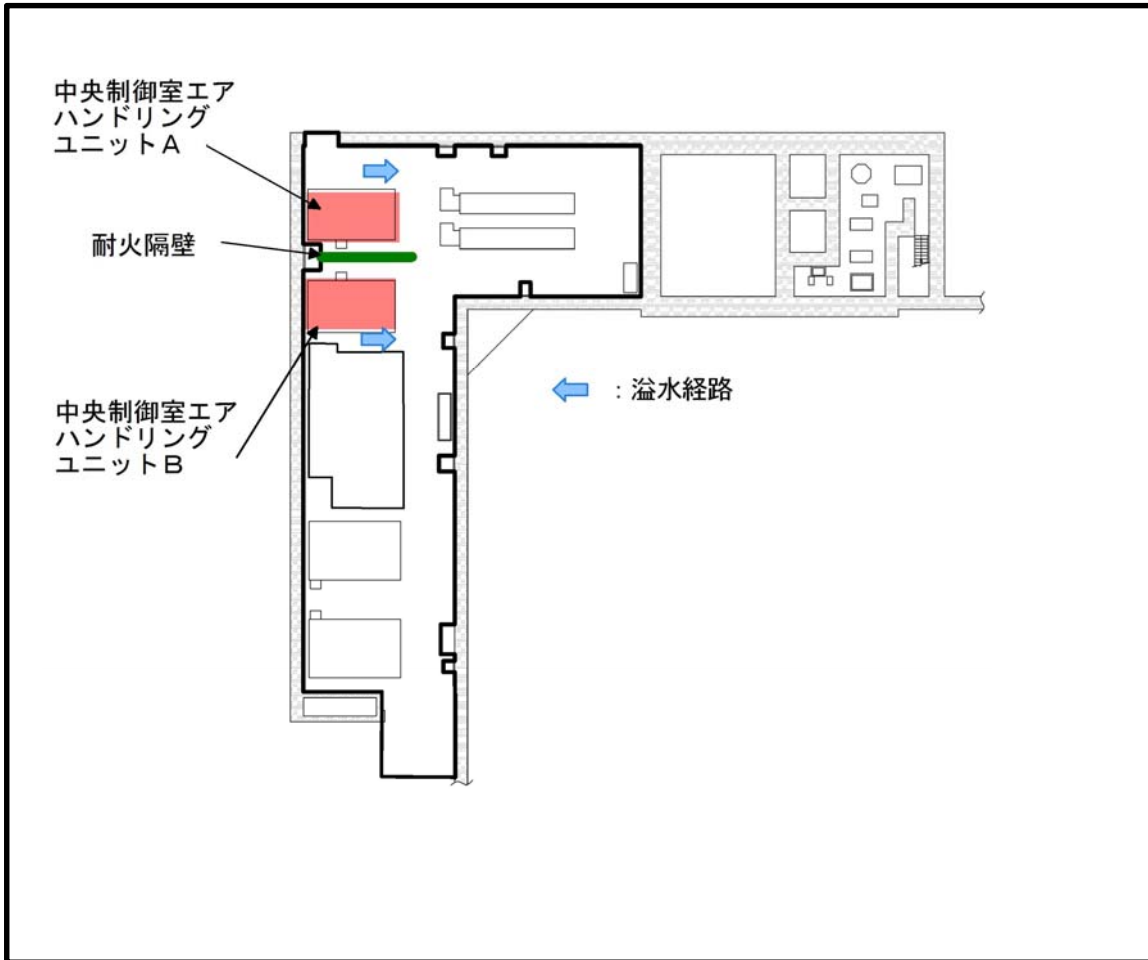 中央制御室エア
ハンドリング
ユニットA
耐火隔壁
中央制御室エア
ハンドリング
ユニットB
：溢水経路